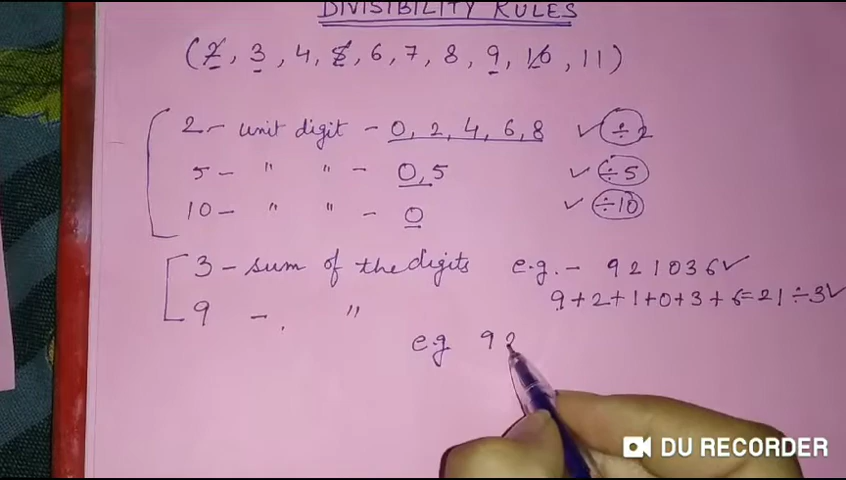 DIVISIBILITY RULES
(2, 3, 4, 5, 6, 7, 8, 9, 10, 11)
2 - unit digit - 0, 2, 4, 6, 8 ✓ ÷2
5 - " " - 0, 5 ✓ ÷5
10 - " " - 0 ✓ ÷10
3 - sum of the digits e.g. - 921036 ✓
9+2+1+0+3+6=21 ÷3 ✓
9 - . "
e.g 92
DU RECORDER